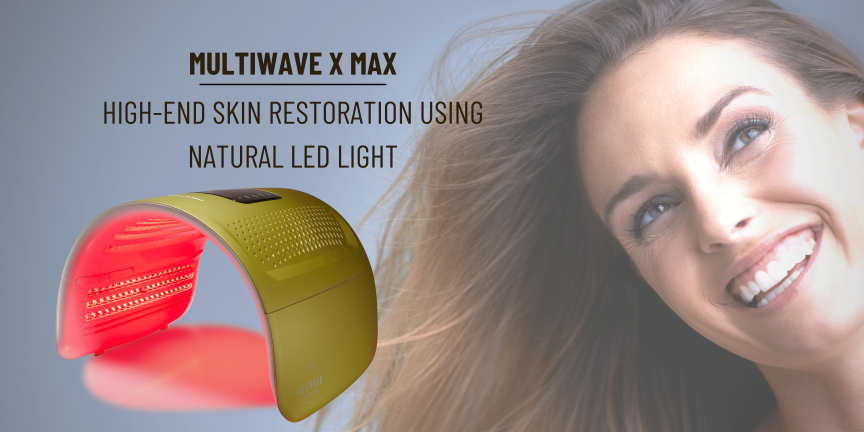 MULTIWAVE X MAX
HIGH-END SKIN RESTORATION USING
NATURAL LED LIGHT